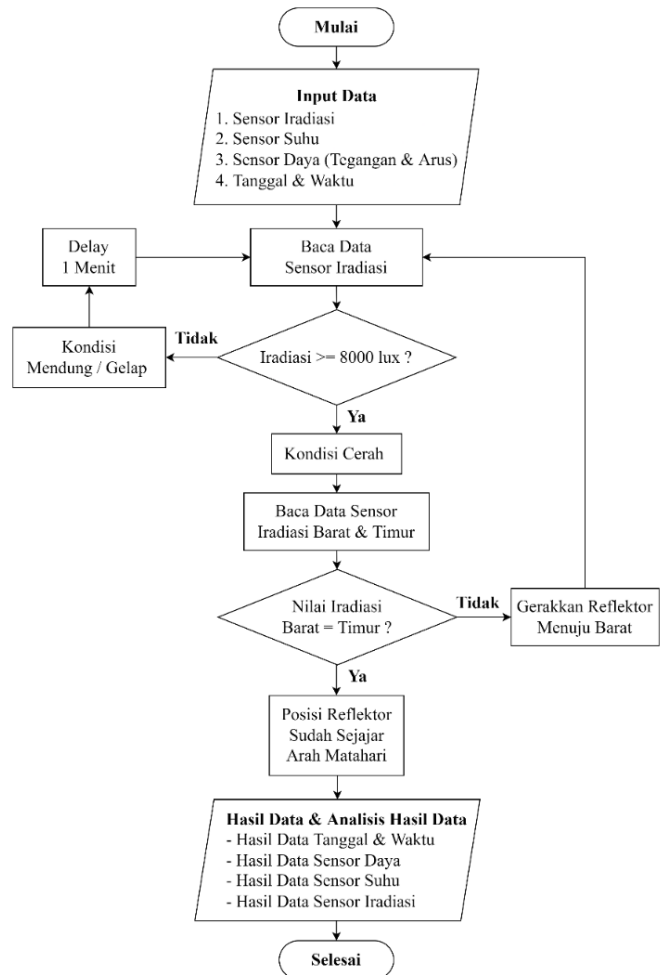 Mulai
Input Data
1. Sensor Iradiasi
2. Sensor Suhu
3. Sensor Daya (Tegangan & Arus)
4. Tanggal & Waktu
Delay
1 Menit
Baca Data
Sensor Iradiasi
Tidak
Kondisi
Mendung / Gelap
Iradiasi >= 8000 lux ?
Ya
Kondisi Cerah
Baca Data Sensor
Iradiasi Barat & Timur
Nilai Iradiasi
Barat = Timur ?
Tidak
Gerakkan Reflektor
Menuju Barat
Ya
Posisi Reflektor
Sudah Sejajar
Arah Matahari
Hasil Data & Analisis Hasil Data
- Hasil Data Tanggal & Waktu
- Hasil Data Sensor Daya
- Hasil Data Sensor Suhu
- Hasil Data Sensor Iradiasi
Selesai